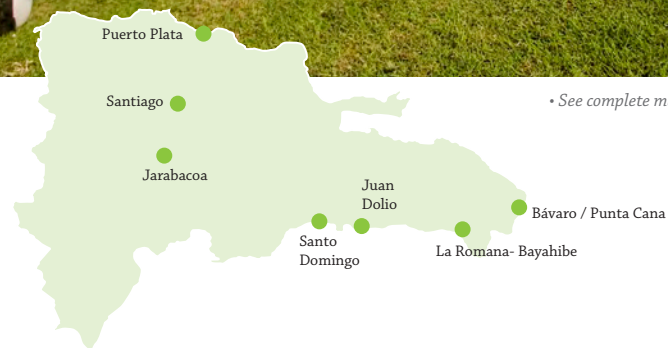 Puerto Plata
Santiago
• See complete m
Jarabacoa
Juan
Dolio
Bávaro / Punta Cana
Santo
Domingo
La Romana- Bayahibe